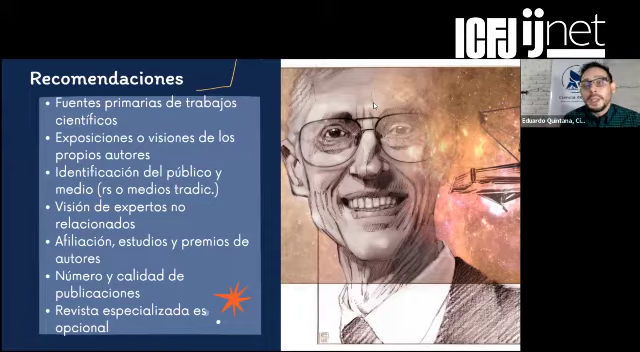 ICFJ ijnet
Recomendaciones
• Fuentes primarias de trabajos
científicos
• Exposiciones o visiones de los
propios autores
• Identificación del público y
medio (rs o medios tradic.)
• Visión de expertos no
relacionados
• Afiliación, estudios y premios de
autores
• Número y calidad de
publicaciones
• Revista especializada es
opcional
Eduardo Quintana, Ci...